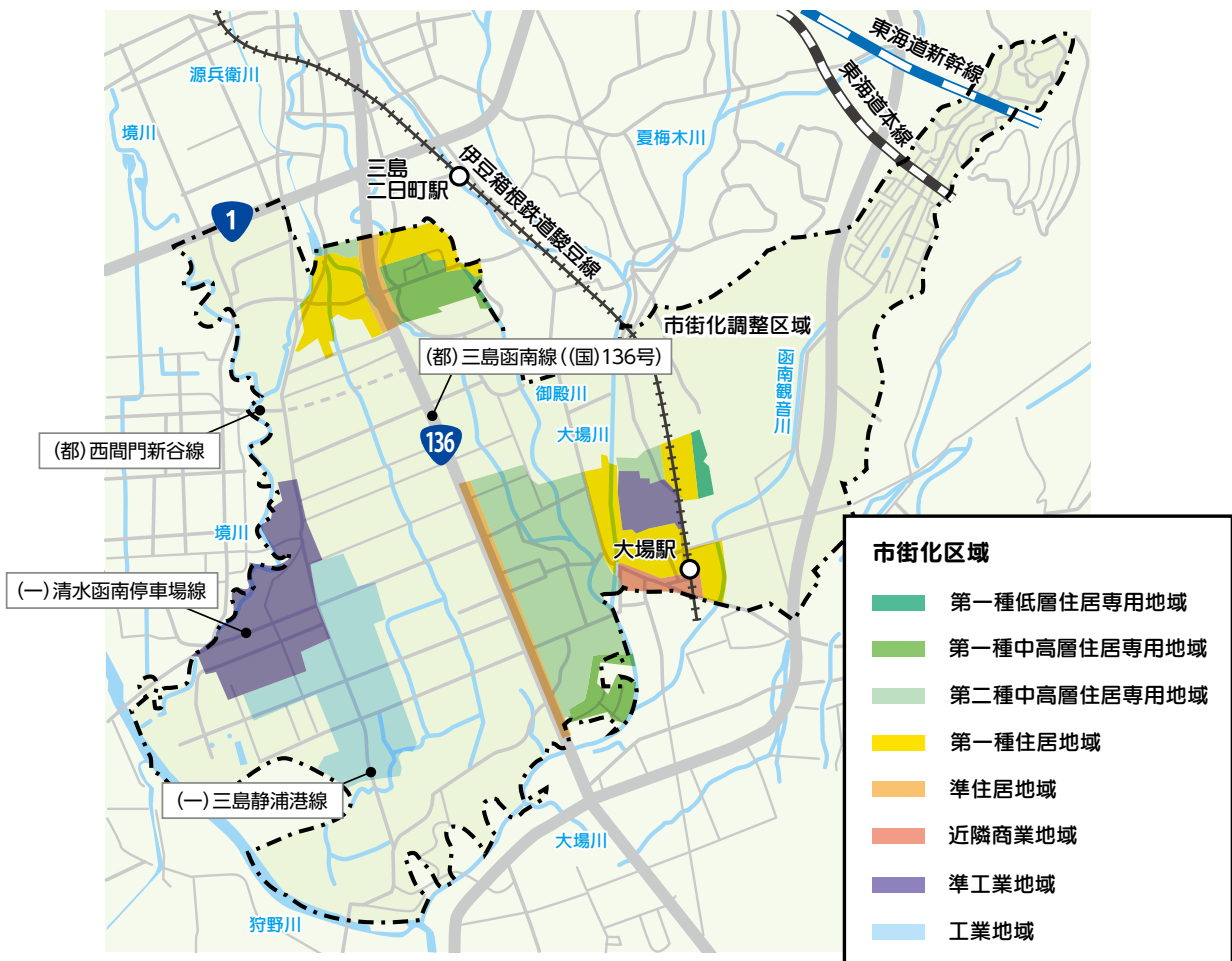 東海道新幹線
東海道本線
源兵衛川
境川
夏梅木川
三島
二日町駅
伊豆箱根鉄道駿豆線
1
市街化調整区域
(都)三島函南線((国)136号)
函南観音川
御殿川
大場川
136
(都)西間門新谷線
境川
大場駅
(一)清水函南停車場線
(一)三島静浦港線
大場川
狩野川
市街化区域
第一種低層住居専用地域
第一種中高層住居専用地域
第二種中高層住居専用地域
第一種住居地域
準住居地域
近隣商業地域
準工業地域
工業地域